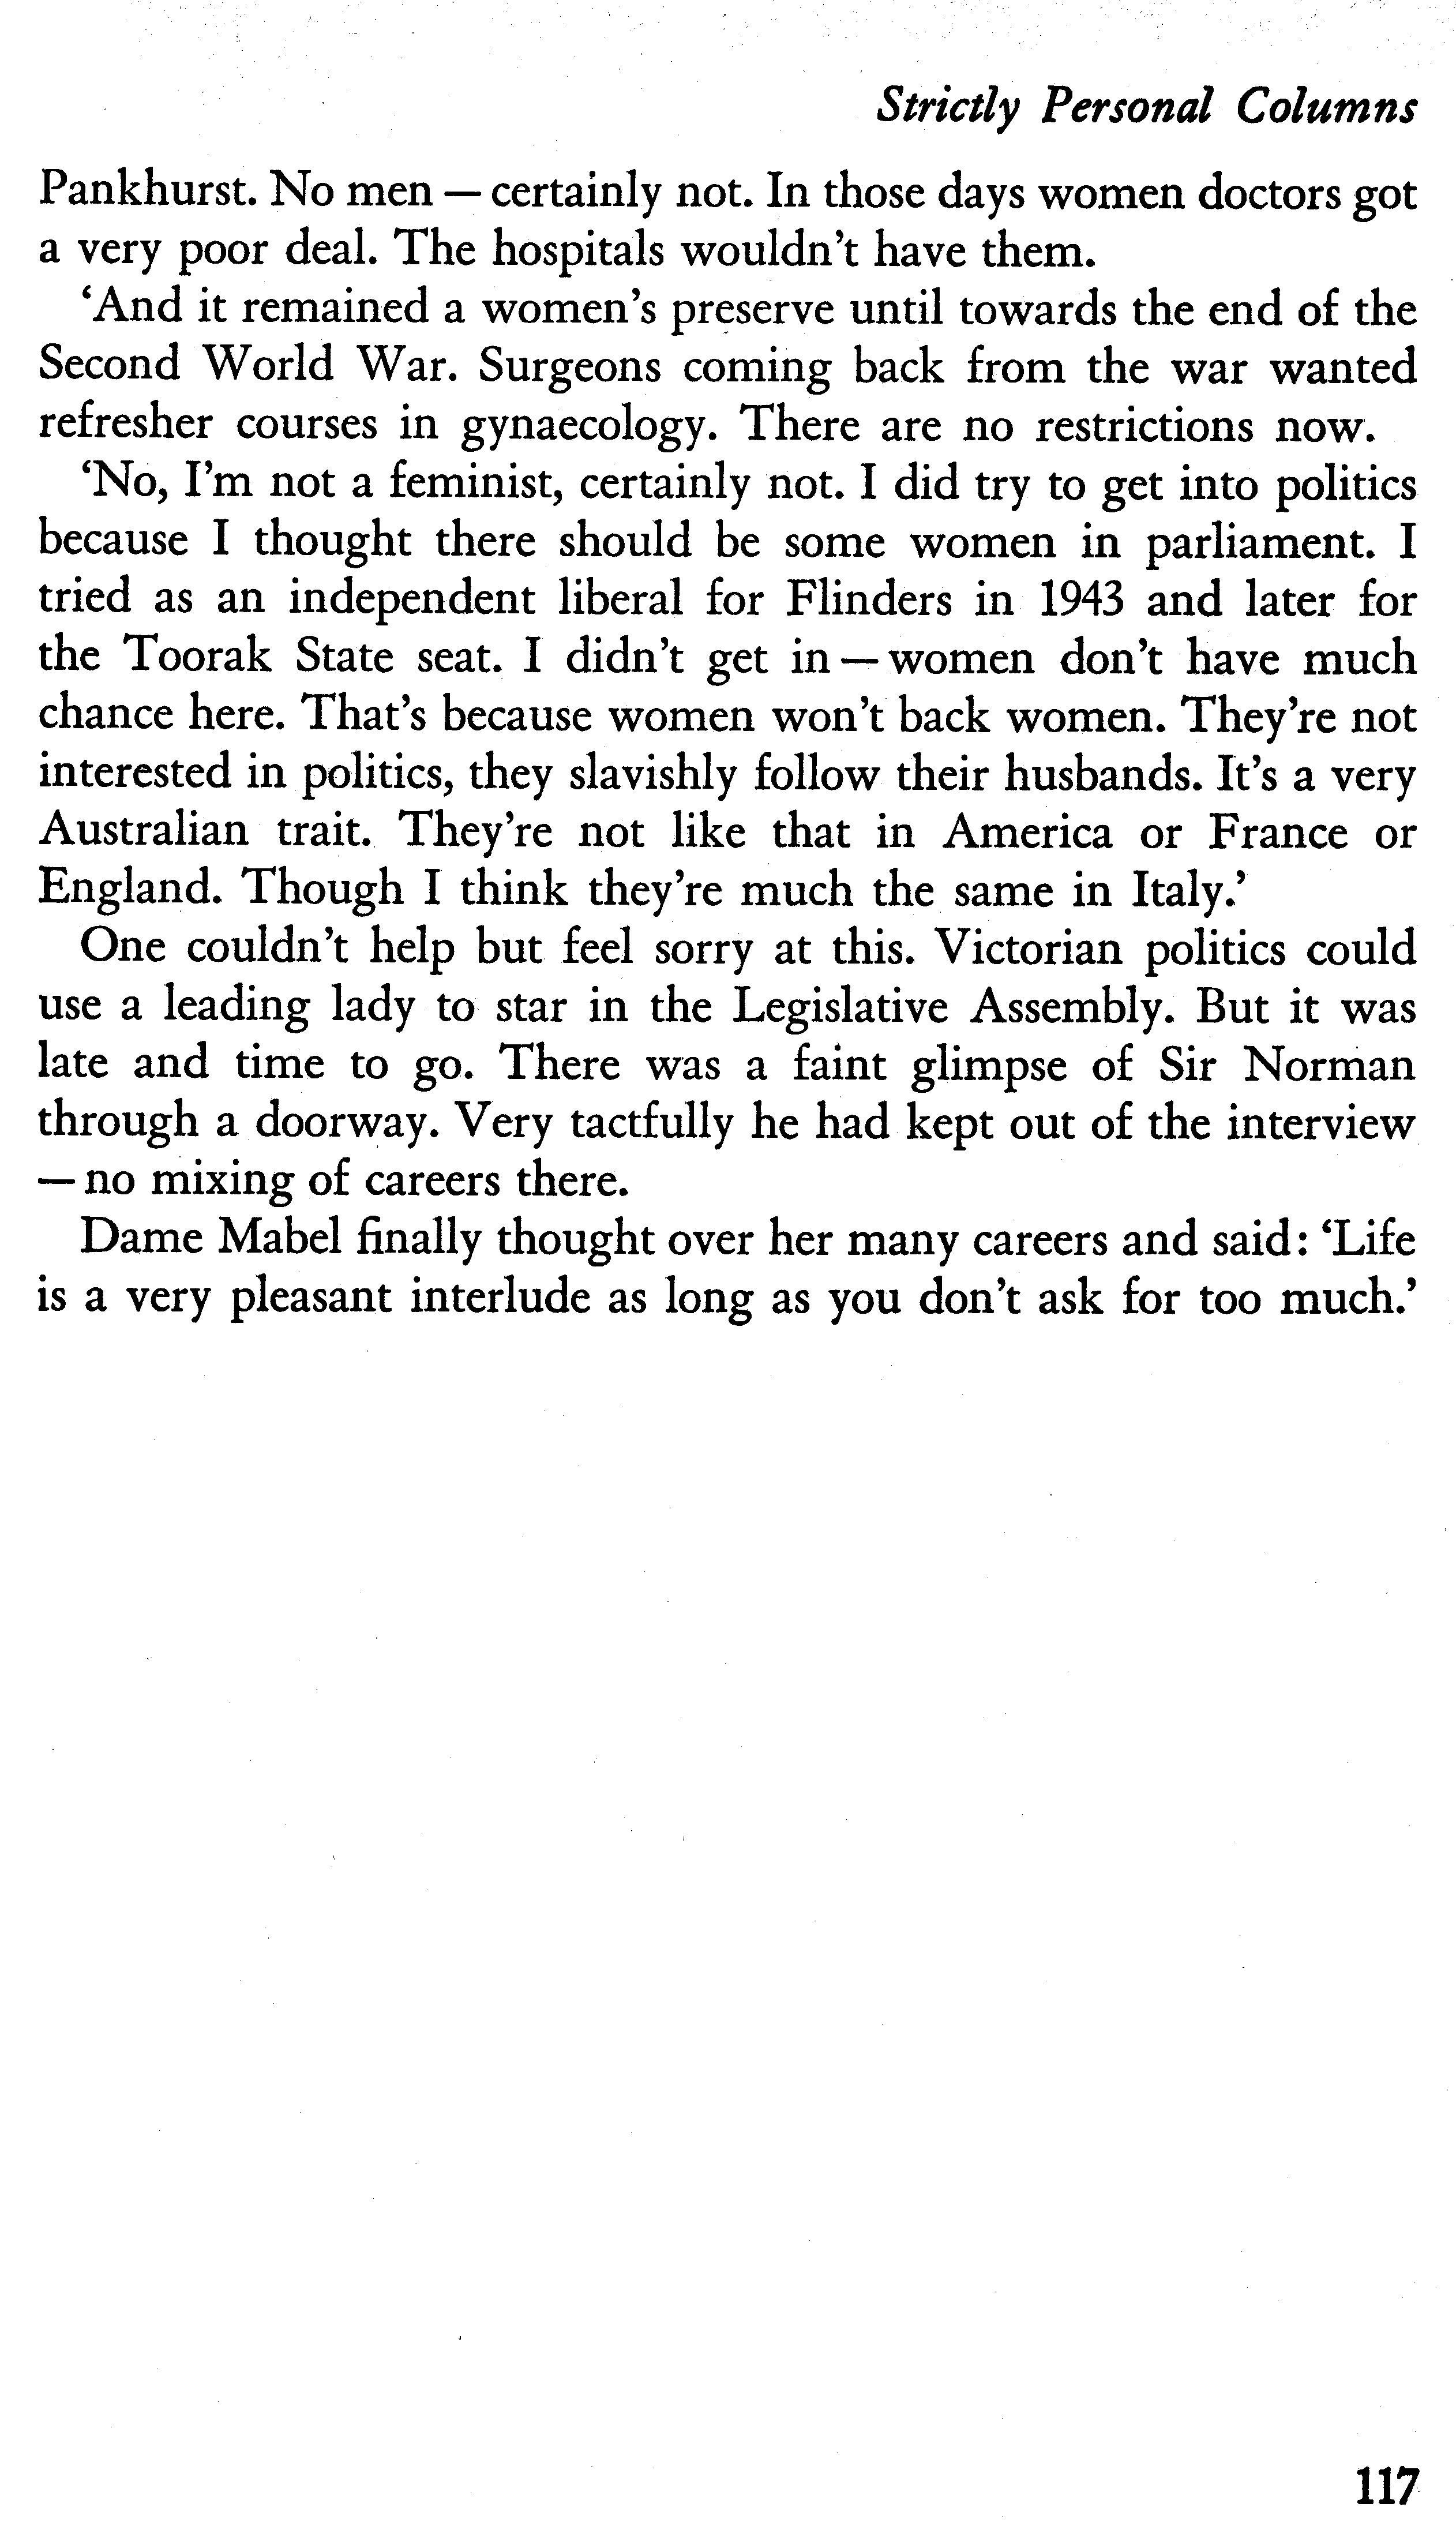 Strictly Personal Columns
Pankhurst. No men — certainly not. In those days women doctors got
a very poor deal. The hospitals wouldn't have them.
‘And it remained a women's preserve until towards the end of the
Second World War. Surgeons coming back from the war wanted
refresher courses in gynaecology. There are no restrictions now.
‘No, I'm not a feminist, certainly not. I did try to get into politics
because I thought there should be some women in parliament. I
tried as an independent liberal for Flinders in 1943 and later for
the Toorak State seat. I didn't get in — women don't have much
chance here. That's because women won't back women. They're not
interested in politics, they slavishly follow their husbands. It's a very
Australian trait. They're not like that in America or France or
England. Though I think they're much the same in Italy.’
One couldn't help but feel sorry at this. Victorian politics could
use a leading lady to star in the Legislative Assembly. But it was
late and time to go. There was a faint glimpse of Sir Norman
through a doorway. Very tactfully he had kept out of the interview
— no mixing of careers there.
Dame Mabel finally thought over her many careers and said: ‘Life
is a very pleasant interlude as long as you don't ask for too much.’
117